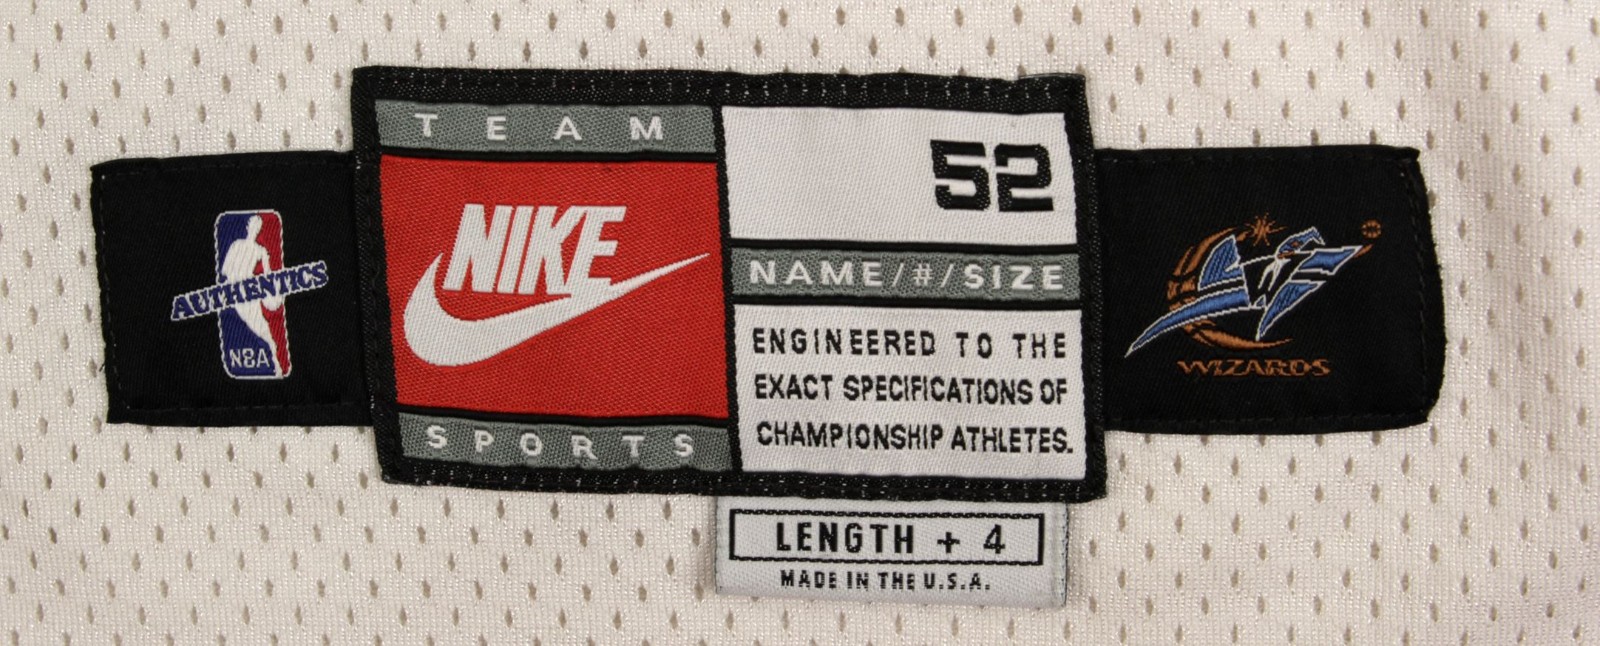 AUTHENTICS
NBA
TEAM
NIKE
SPORTS
52
NAME/#/SIZE
ENGINEERED TO THE
EXACT SPECIFICATIONS OF
CHAMPIONSHIP ATHLETES.
LENGTH + 4
MADE IN THE U.S.A.
WIZARDS